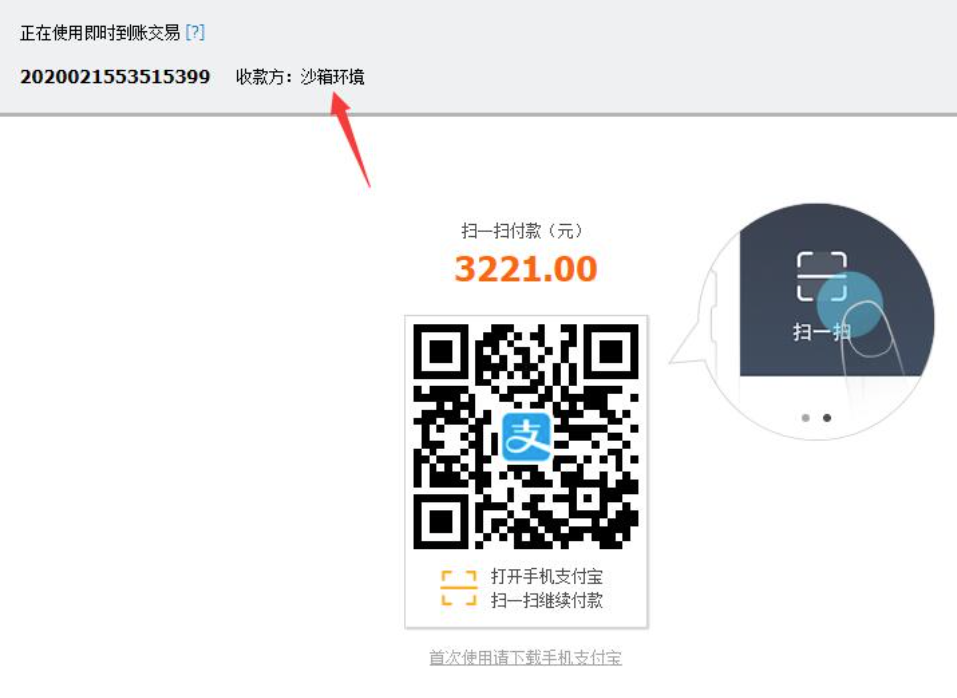 正在使用即时到账交易 [?]
2020021553515399 收款方：沙箱环境
扫一扫付款（元）
3221.00
扫一扫
支
打开手机支付宝
扫一扫继续付款
首次使用请下载手机支付宝